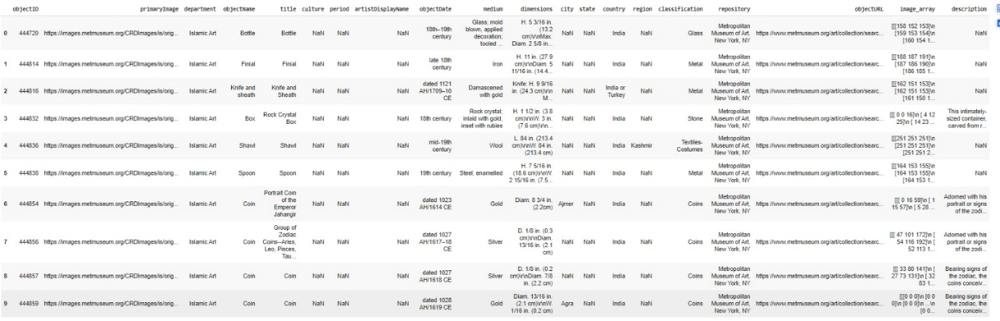 objectID primaryImage department objectName title culture period artistDisplayName objectDate medium dimensions city state country region classification repository objectURL image_array description
0 444720 https://images.metmuseum.org/CRDImages/is/orig... Islamic Art Bottle Bottle NaN NaN NaN 18th–19th century Glass; mold blown, applied decoration; tooled ... H. 5 3/16 in. (13.2 cm)\r\nMax. Diam. 2 5/8 in... NaN NaN India NaN Glass Metropolitan Museum of Art, New York, NY https://www.metmuseum.org/art/collection/searc... [[[158 152 153]\n [159 153 154]\n [160 154 1... NaN
1 444814 https://images.metmuseum.org/CRDImages/is/orig... Islamic Art Finial Finial NaN NaN NaN late 18th century Iron H. 11 in. (27.9 cm)\r\nDiam. 5 11/16 in. (14.4... NaN NaN India NaN Metal Metropolitan Museum of Art, New York, NY https://www.metmuseum.org/art/collection/searc... [[[188 187 191]\n [187 186 190]\n [186 185 1... NaN
2 444816 https://images.metmuseum.org/CRDImages/is/orig... Islamic Art Knife and sheath Knife and Sheath NaN NaN NaN dated 1121 AH/1709–10 CE Damascened with gold Knife: H. 9 9/16 in. (24.3 cm)\r\n M... NaN NaN India or Turkey NaN Metal Metropolitan Museum of Art, New York, NY https://www.metmuseum.org/art/collection/searc... [[[162 151 153]\n [162 151 153]\n [161 150 1... NaN
3 444832 https://images.metmuseum.org/CRDImages/is/orig... Islamic Art Box Rock Crystal Box NaN NaN NaN 18th century Rock crystal; inlaid with gold, inset with rubies H. 1 1/2 in. (3.8 cm)\r\nW. 3 in. (7.6 cm)\r\n... NaN NaN India NaN Stone Metropolitan Museum of Art, New York, NY https://www.metmuseum.org/art/collection/searc... [[[ 0 0 16]\n [ 4 12 25]\n [ 14 23 ... This intimately-sized container, carved from r...
4 444836 https://images.metmuseum.org/CRDImages/is/orig... Islamic Art Shawl Shawl NaN NaN NaN mid-19th century Wool L. 84 in. (213.4 cm)\r\nW. 84 in. (213.4 cm) NaN NaN India Kashmir Textiles-Costumes Metropolitan Museum of Art, New York, NY https://www.metmuseum.org/art/collection/searc... [[[251 251 251]\n [251 251 251]\n [251 251 2... NaN
5 444838 https://images.metmuseum.org/CRDImages/is/orig... Islamic Art Spoon Spoon NaN NaN NaN 19th century Steel; enamelled H. 7 5/16 in. (18.6 cm)\r\nW. 2 15/16 in. (7.5... NaN NaN India NaN Metal Metropolitan Museum of Art, New York, NY https://www.metmuseum.org/art/collection/searc... [[[164 153 155]\n [164 153 155]\n [164 153 1... NaN
6 444854 https://images.metmuseum.org/CRDImages/is/orig... Islamic Art Coin Portrait Coin of the Emperor Jahangir NaN NaN NaN dated 1023 AH/1614 CE Gold Diam. 8 3/4 in. (2.2cm) Ajmer NaN India NaN Coins Metropolitan Museum of Art, New York, NY https://www.metmuseum.org/art/collection/searc... [[[ 0 16 59]\n [ 1 15 57]\n [ 5 28 ... Adorned with his portrait or signs of the zodi...
7 444856 https://images.metmuseum.org/CRDImages/is/orig... Islamic Art Coin Group of Zodiac Coins–Aries, Leo, Pisces, Tau... NaN NaN NaN dated 1027 AH/1617–18 CE Silver D. 1/8 in. (0.3 cm)\r\nDiam. 13/16 in. (2.1 cm) NaN NaN India NaN Coins Metropolitan Museum of Art, New York, NY https://www.metmuseum.org/art/collection/searc... [[[ 47 101 172]\n [ 54 116 192]\n [ 52 113 1... Adorned with his portrait or signs of the zodi...
8 444857 https://images.metmuseum.org/CRDImages/is/orig... Islamic Art Coin Coin NaN NaN NaN dated 1027 AH/1618 CE Silver D. 1/8 in. (0.2 cm)\r\nDiam. 7/8 in. (2.2 cm) NaN NaN India NaN Coins Metropolitan Museum of Art, New York, NY https://www.metmuseum.org/art/collection/searc... [[[ 33 80 141]\n [ 27 73 131]\n [ 32 83 1... Bearing signs of the zodiac, the coins conceiv...
9 444859 https://images.metmuseum.org/CRDImages/is/orig... Islamic Art Coin Coin NaN NaN NaN dated 1028 AH/1619 CE Gold Diam. 13/16 in. (2.1 cm)\r\nW. 1/16 in. (0.2 cm) Agra NaN India NaN Coins Metropolitan Museum of Art, New York, NY https://www.metmuseum.org/art/collection/searc... [[[0 0 0]\n [0 0 0]\n [0 0 0]\n ...\n [0 0... Bearing signs of the zodiac, the coins conceiv...